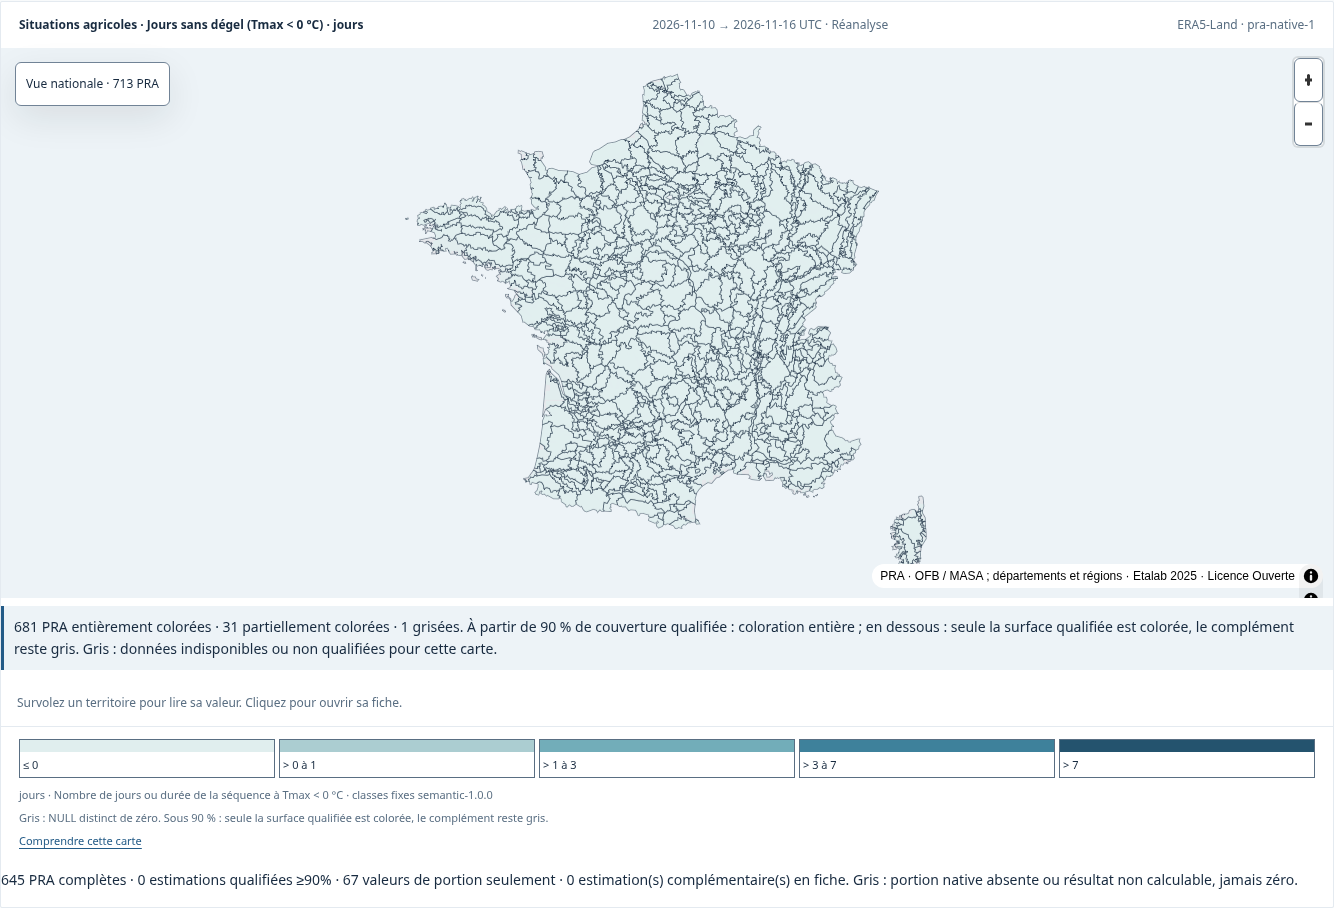 Situations agricoles · Jours sans dégel (Tmax < 0 °C) · jours
2026-11-10 → 2026-11-16 UTC · Réanalyse
ERA5-Land · pra-native-1
Vue nationale · 713 PRA
+
-
PRA · OFB / MASA ; départements et régions · Etalab 2025 · Licence Ouverte
681 PRA entièrement colorées · 31 partiellement colorées · 1 grisées. À partir de 90 % de couverture qualifiée : coloration entière ; en dessous : seule la surface qualifiée est colorée, le complément
reste gris. Gris : données indisponibles ou non qualifiées pour cette carte.
Survolez un territoire pour lire sa valeur. Cliquez pour ouvrir sa fiche.
≤ 0
> 0 à 1
> 1 à 3
> 3 à 7
> 7
jours · Nombre de jours ou durée de la séquence à Tmax < 0 °C · classes fixes semantic-1.0.0
Gris : NULL distinct de zéro. Sous 90 % : seule la surface qualifiée est colorée, le complément reste gris.
Comprendre cette carte
645 PRA complètes · 0 estimations qualifiées ≥90% · 67 valeurs de portion seulement · 0 estimation(s) complémentaire(s) en fiche. Gris : portion native absente ou résultat non calculable, jamais zéro.